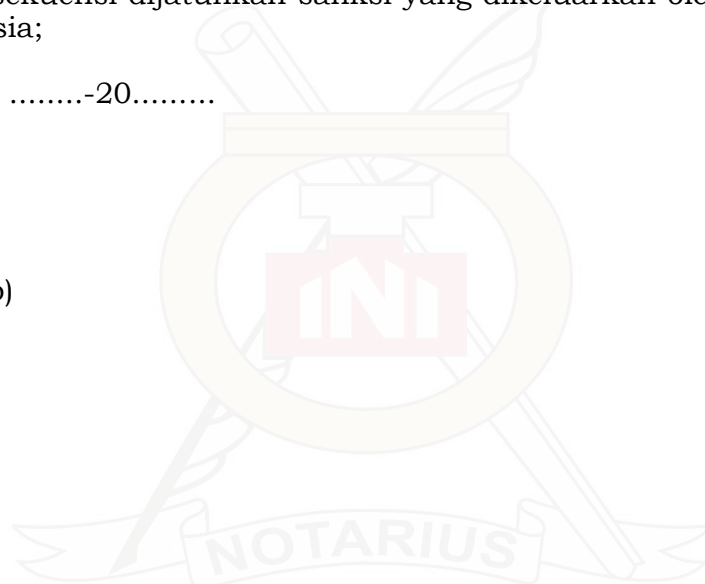 dijatuhkan sanksi yang dikeluarkan
sia;
........-20.........
)
INI
NOTARIUS